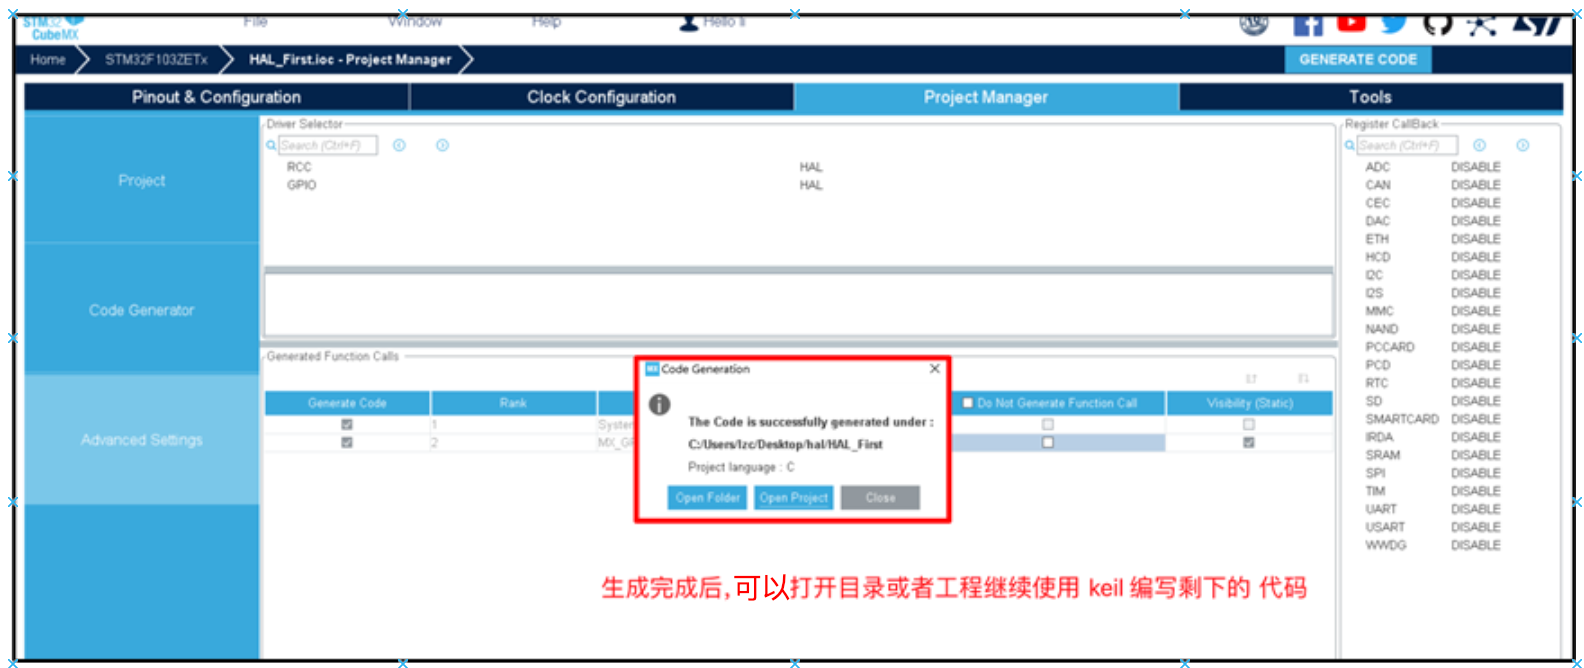 STM32
CubeMX
File
Window
Help
Hello li
Home
STM32F103ZETx
HAL_First.ioc - Project Manager
GENERATE CODE
Pinout & Configuration
Clock Configuration
Project Manager
Tools
Project
Code Generator
Advanced Settings
Driver Selector
Search (Ctrl+F)
RCC HAL
GPIO HAL
Generated Function Calls
Generate Code Rank Do Not Generate Function Call Visibility (Static)
1 System
2 MX_GP
MX Code Generation
The Code is successfully generated under :
C:/Users/lzc/Desktop/hal/HAL_First
Project language : C
Open Folder
Open Project
Close
生成完成后,可以打开目录或者工程继续使用 keil 编写剩下的 代码
Register CallBack
Search (Ctrl+F)
ADC DISABLE
CAN DISABLE
CEC DISABLE
DAC DISABLE
ETH DISABLE
HCD DISABLE
I2C DISABLE
I2S DISABLE
MMC DISABLE
NAND DISABLE
PCCARD DISABLE
PCD DISABLE
RTC DISABLE
SD DISABLE
SMARTCARD DISABLE
IRDA DISABLE
SRAM DISABLE
SPI DISABLE
TIM DISABLE
UART DISABLE
USART DISABLE
WWDG DISABLE